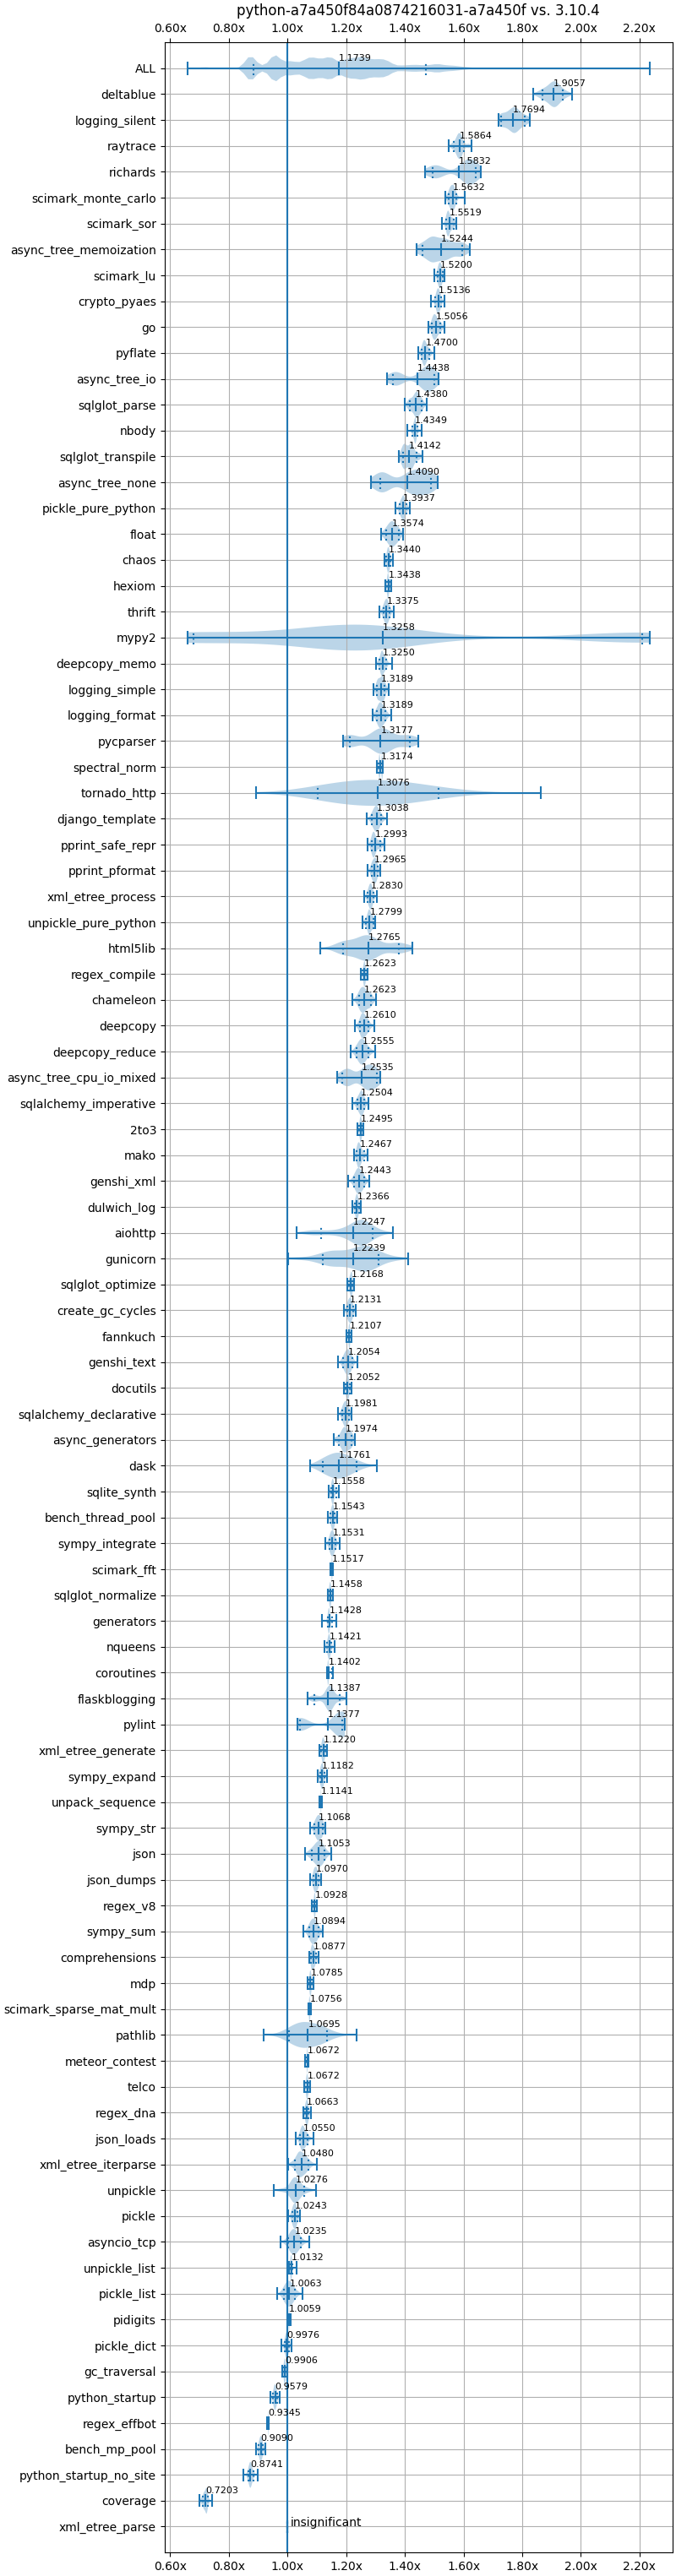 python-a7a450f84a0874216031-a7a450f vs. 3.10.4
0.60x 0.80x 1.00x 1.20x 1.40x 1.60x 1.80x 2.00x 2.20x
ALL 1.1739
deltablue 1.9057
logging_silent 1.7694
raytrace 1.5864
richards 1.5832
scimark_monte_carlo 1.5632
scimark_sor 1.5519
async_tree_memoization 1.5244
scimark_lu 1.5200
crypto_pyaes 1.5136
go 1.5056
pyflate 1.4700
async_tree_io 1.4438
sqlglot_parse 1.4380
nbody 1.4349
sqlglot_transpile 1.4142
async_tree_none 1.4090
pickle_pure_python 1.3937
float 1.3574
chaos 1.3440
hexiom 1.3438
thrift 1.3375
mypy2 1.3258
deepcopy_memo 1.3250
logging_simple 1.3189
logging_format 1.3189
pycparser 1.3177
spectral_norm 1.3174
tornado_http 1.3076
django_template 1.3038
pprint_safe_repr 1.2993
pprint_pformat 1.2965
xml_etree_process 1.2830
unpickle_pure_python 1.2799
html5lib 1.2765
regex_compile 1.2623
chameleon 1.2623
deepcopy 1.2610
deepcopy_reduce 1.2555
async_tree_cpu_io_mixed 1.2535
sqlalchemy_imperative 1.2504
2to3 1.2495
mako 1.2467
genshi_xml 1.2443
dulwich_log 1.2366
aiohttp 1.2247
gunicorn 1.2239
sqlglot_optimize 1.2168
create_gc_cycles 1.2131
fannkuch 1.2107
genshi_text 1.2054
docutils 1.2052
sqlalchemy_declarative 1.1981
async_generators 1.1974
dask 1.1761
sqlite_synth 1.1558
bench_thread_pool 1.1543
sympy_integrate 1.1531
scimark_fft 1.1517
sqlglot_normalize 1.1458
generators 1.1428
nqueens 1.1421
coroutines 1.1402
flaskblogging 1.1387
pylint 1.1377
xml_etree_generate 1.1220
sympy_expand 1.1182
unpack_sequence 1.1141
sympy_str 1.1068
json 1.1053
json_dumps 1.0970
regex_v8 1.0928
sympy_sum 1.0894
comprehensions 1.0877
mdp 1.0785
scimark_sparse_mat_mult 1.0756
pathlib 1.0695
meteor_contest 1.0672
telco 1.0672
regex_dna 1.0663
json_loads 1.0550
xml_etree_iterparse 1.0480
unpickle 1.0276
pickle 1.0243
asyncio_tcp 1.0235
unpickle_list 1.0132
pickle_list 1.0063
pidigits 1.0059
pickle_dict 0.9976
gc_traversal 0.9906
python_startup 0.9579
regex_effbot 0.9345
bench_mp_pool 0.9090
python_startup_no_site 0.8741
coverage 0.7203
xml_etree_parse insignificant
0.60x 0.80x 1.00x 1.20x 1.40x 1.60x 1.80x 2.00x 2.20x